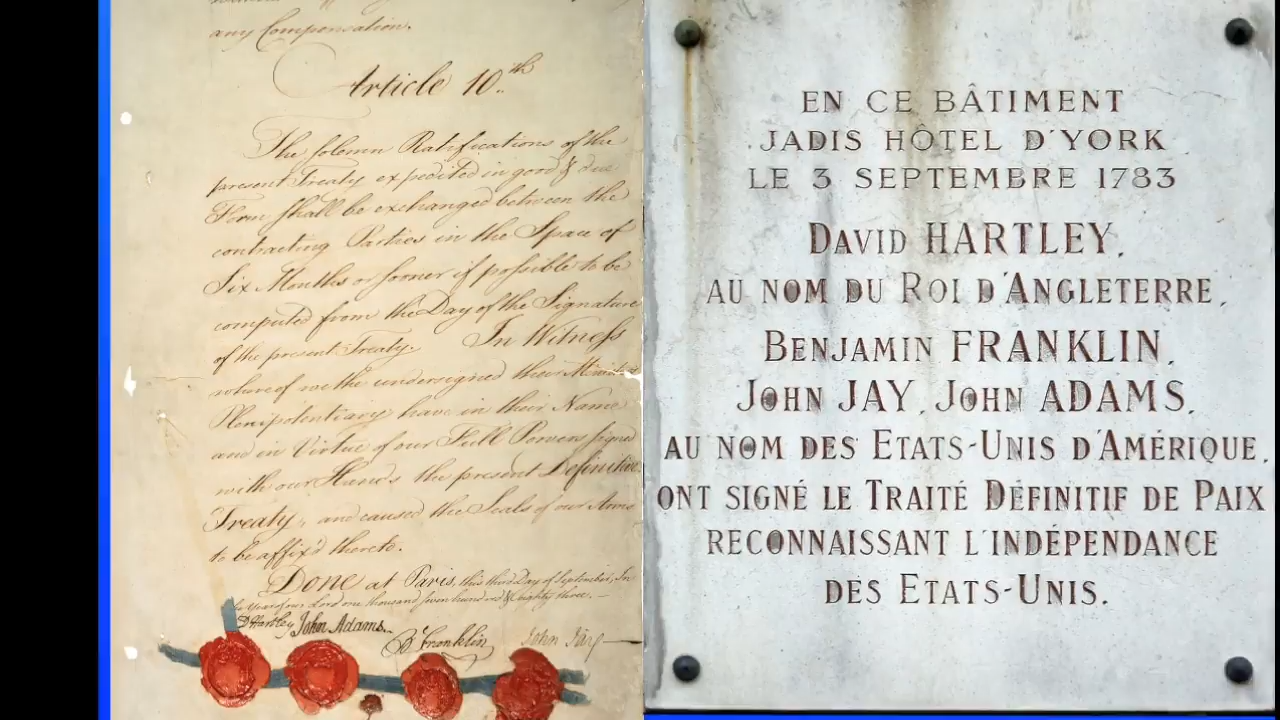 any Compensation.
Article 10.th
The solemn Ratifications of the
present Treaty expedited in good & due
Form shall be exchanged between the
contracting Parties in the Space of
Six Months or sooner if possible to be
computed from the Day of the Signature
of the present Treaty. In Witness
whereof we the undersigned their Ministers
Plenipotentiary have in their Name
and in Virtue of our Full Powers signed
with our Hands the present Definitive
Treaty, and caused the Seals of our Arms
to be affix'd thereto.
Done at Paris, this third Day of September, In
year of our Lord one thousand seven hundred & eighty three.
D Hartley John Adams.
B Franklin John Jay
EN CE BÂTIMENT
JADIS HÔTEL D'YORK
LE 3 SEPTEMBRE 1783
DAVID HARTLEY,
AU NOM DU ROI D'ANGLETERRE,
BENJAMIN FRANKLIN,
JOHN JAY, JOHN ADAMS,
AU NOM DES ETATS-UNIS D'AMÉRIQUE,
ONT SIGNÉ LE TRAITÉ DÉFINITIF DE PAIX
RECONNAISSANT L'INDÉPENDANCE
DES ETATS-UNIS.